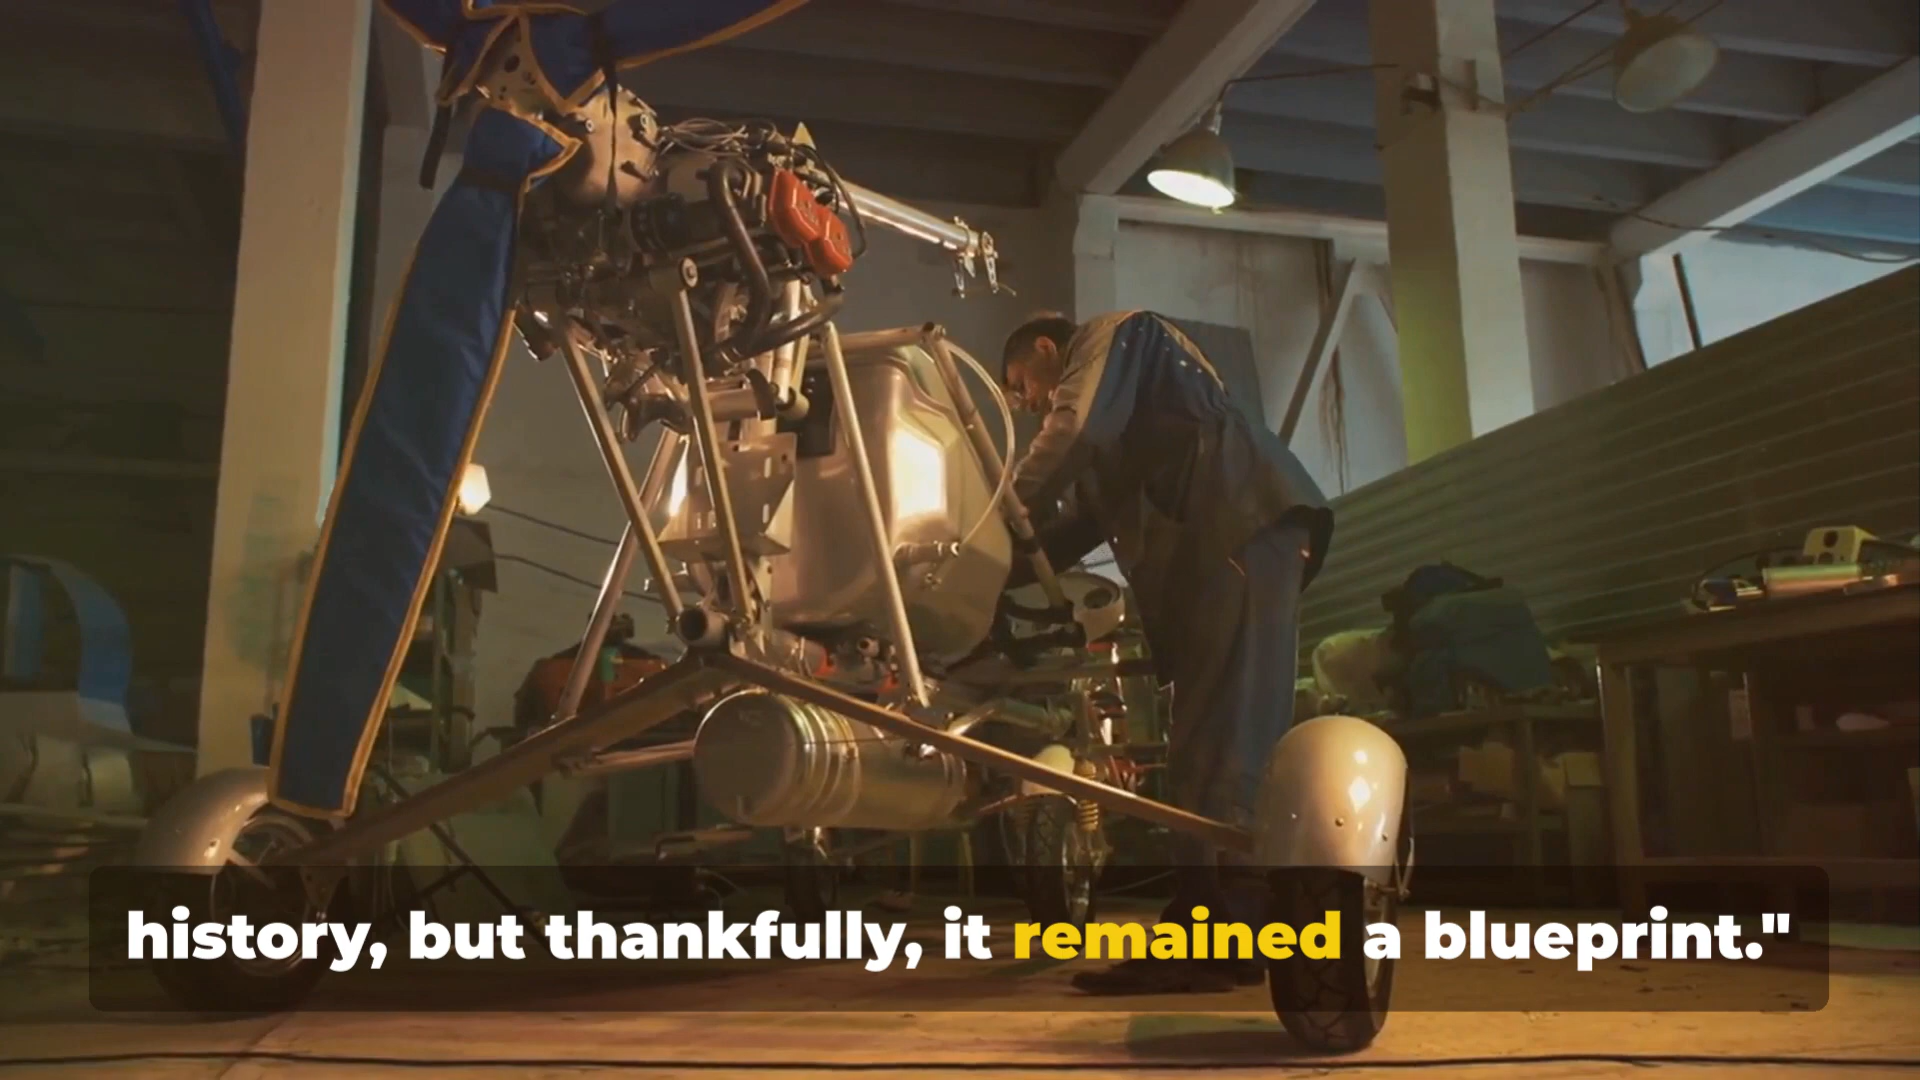 history, but thankfully, it remained a blueprint."